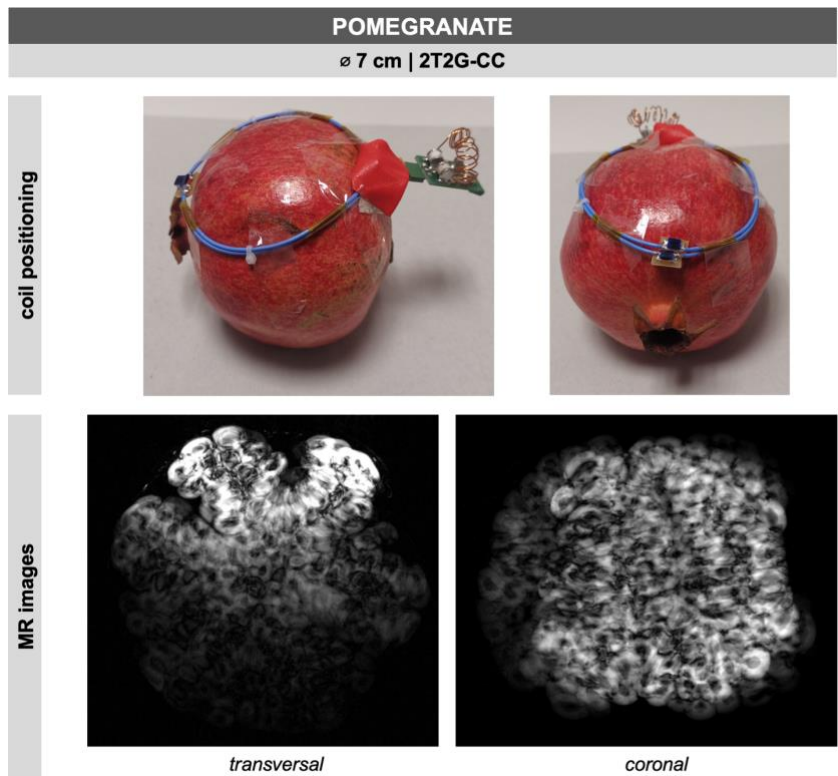 POMEGRANATE
⌀ 7 cm | 2T2G-CC
coil positioning
MR images
transversal
coronal